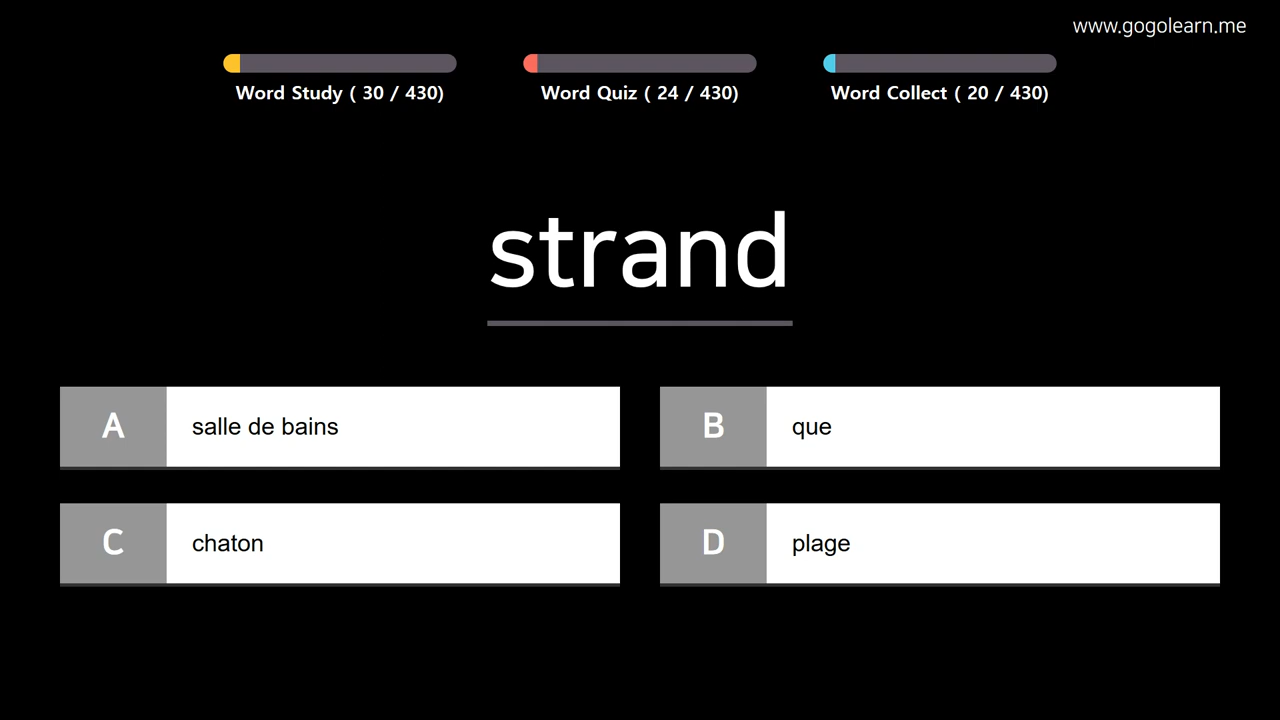 www.gogolearn.me
Word Study ( 30 / 430)
Word Quiz ( 24 / 430)
Word Collect ( 20 / 430)
strand
A salle de bains
B que
C chaton
D plage